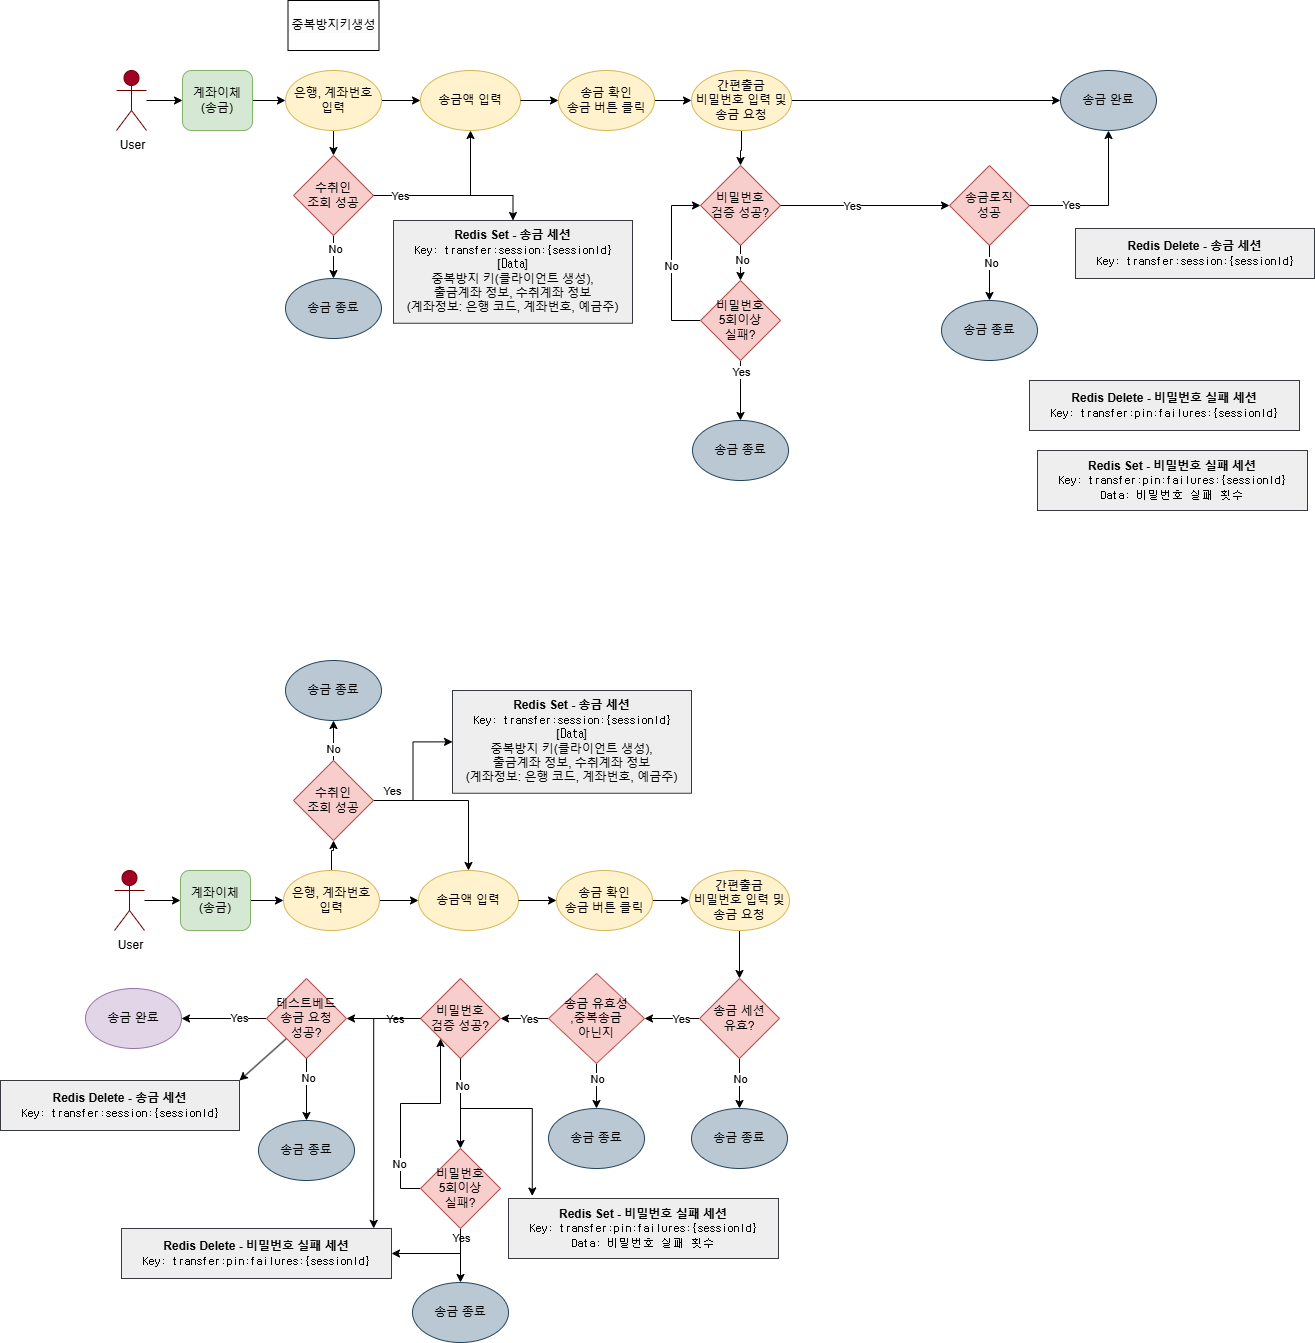 중복방지키생성
User
계좌이체
(송금)
은행, 계좌번호
입력
송금액 입력
송금 확인
송금 버튼 클릭
간편출금
비밀번호 입력 및
송금 요청
송금 완료
수취인
조회 성공
Yes
No
송금 종료
Redis Set - 송금 세션
Key: transfer:session:{sessionId}
[Data]
중복방지 키(클라이언트 생성),
출금계좌 정보, 수취계좌 정보
(계좌정보: 은행 코드, 계좌번호, 예금주)
비밀번호
검증 성공?
Yes
No
No
비밀번호
5회이상
실패?
Yes
송금 종료
송금로직
성공
Yes
No
송금 종료
Redis Delete - 송금 세션
Key: transfer:session:{sessionId}
Redis Delete - 비밀번호 실패 세션
Key: transfer:pin:failures:{sessionId}
Redis Set - 비밀번호 실패 세션
Key: transfer:pin:failures:{sessionId}
Data: 비밀번호 실패 횟수
송금 종료
No
수취인
조회 성공
Yes
Redis Set - 송금 세션
Key: transfer:session:{sessionId}
[Data]
중복방지 키(클라이언트 생성),
출금계좌 정보, 수취계좌 정보
(계좌정보: 은행 코드, 계좌번호, 예금주)
User
계좌이체
(송금)
은행, 계좌번호
입력
송금액 입력
송금 확인
송금 버튼 클릭
간편출금
비밀번호 입력 및
송금 요청
송금 완료
Yes
테스트베드
송금 요청
성공?
Yes
비밀번호
검증 성공?
Yes
송금 유효성
,중복송금
아닌지
Yes
송금 세션
유효?
No
No
No
No
송금 종료
송금 종료
송금 종료
Redis Delete - 송금 세션
Key: transfer:session:{sessionId}
No
비밀번호
5회이상
실패?
Yes
Redis Set - 비밀번호 실패 세션
Key: transfer:pin:failures:{sessionId}
Data: 비밀번호 실패 횟수
Redis Delete - 비밀번호 실패 세션
Key: transfer:pin:failures:{sessionId}
송금 종료